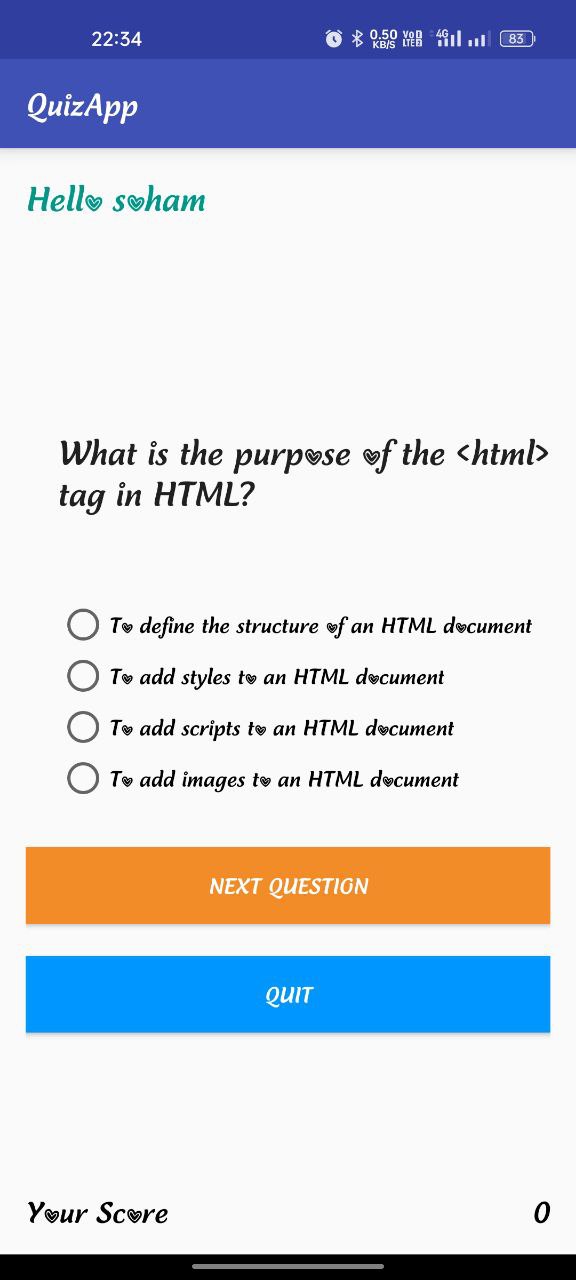 22:34 0.50 KB/S VoD LTED 4G 83
QuizApp
Hello soham
What is the purpose of the <html>
tag in HTML?
To define the structure of an HTML document
To add styles to an HTML document
To add scripts to an HTML document
To add images to an HTML document
NEXT QUESTION
QUIT
Your Score 0